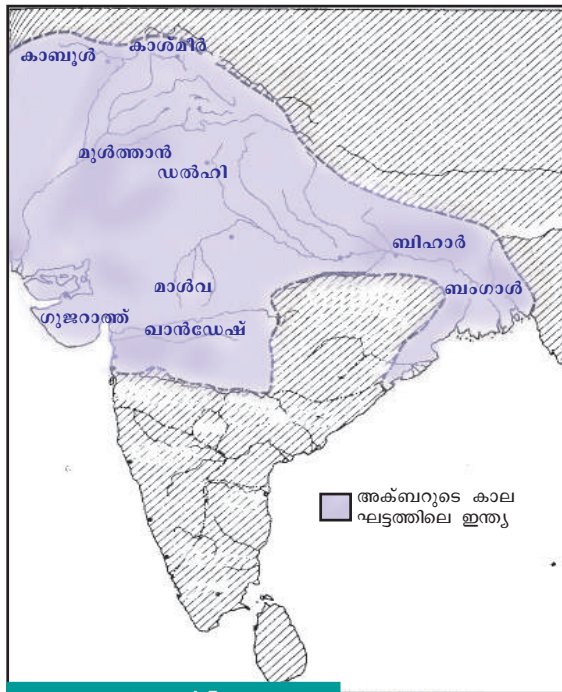 കാബൂൾ
കാശ്മീർ
മുൾത്താൻ
ഡൽഹി
ബിഹാർ
മാൾവ
ബംഗാൾ
ഗുജറാത്ത്
ഖാൻഡേഷ്
അക്ബറുടെ കാല
ഘട്ടത്തിലെ ഇന്ത്യ